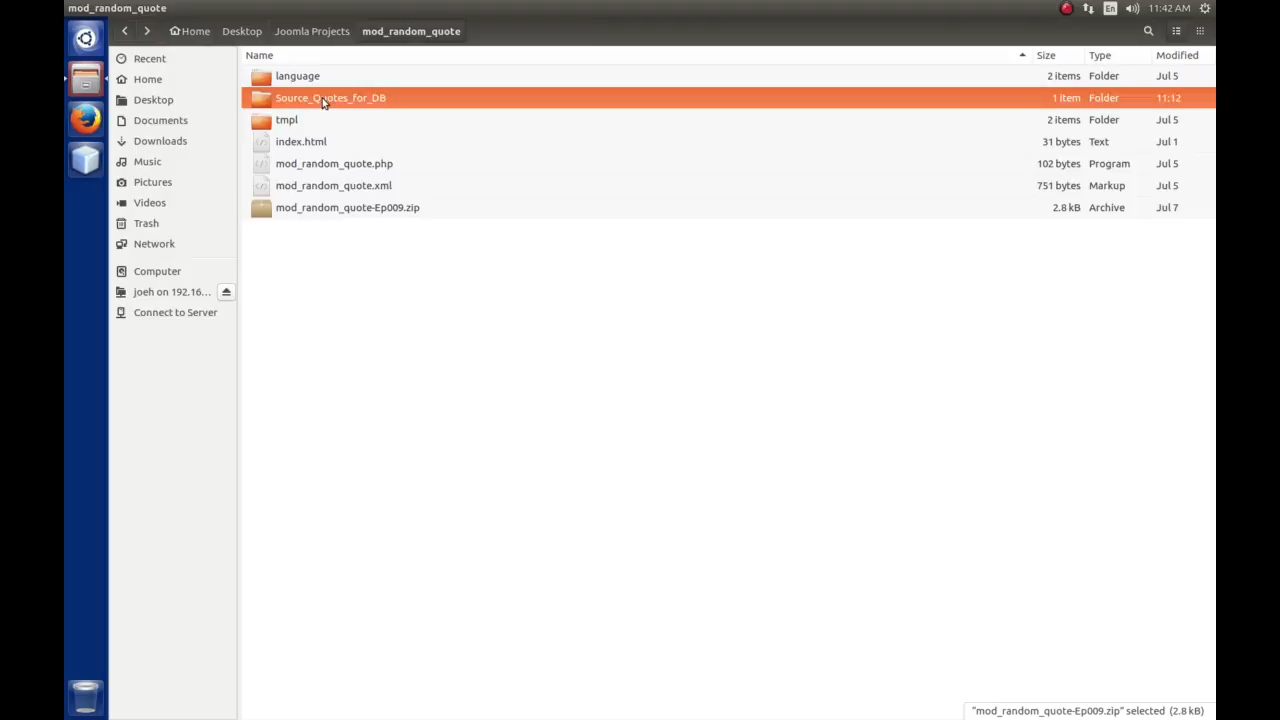 mod_random_quote
En
11:42 AM
Home
Desktop
Joomla Projects
mod_random_quote
Recent
Home
Desktop
Documents
Downloads
Music
Pictures
Videos
Trash
Network
Computer
joeh on 192.16...
Connect to Server
Name Size Type Modified
language 2 items Folder Jul 5
Source_Quotes_for_DB 1 item Folder 11:12
tmpl 2 items Folder Jul 5
index.html 31 bytes Text Jul 1
mod_random_quote.php 102 bytes Program Jul 5
mod_random_quote.xml 751 bytes Markup Jul 5
mod_random_quote-Ep009.zip 2.8 kB Archive Jul 7
"mod_random_quote-Ep009.zip" selected (2.8 kB)